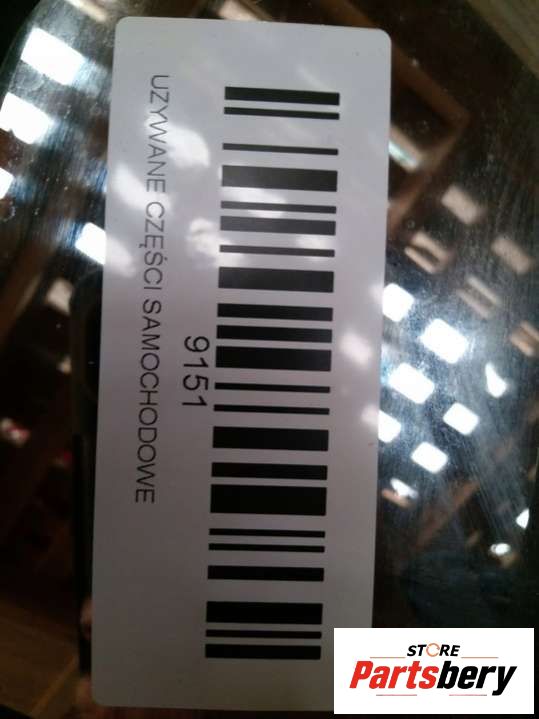 9151
UZYWANE CZĘŚCI SAMOCHODOWE
STORE
Partsbery